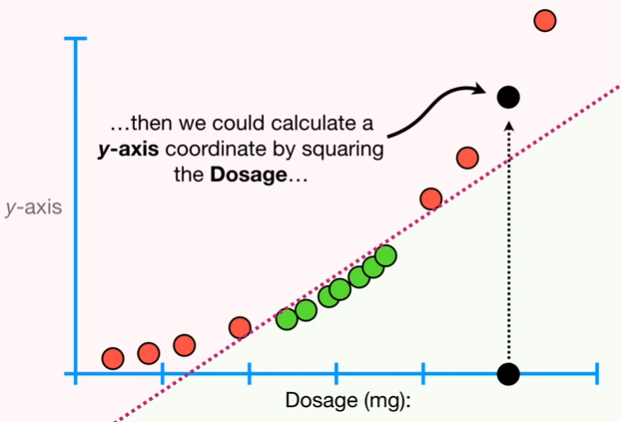 …then we could calculate a
y-axis coordinate by squaring
the Dosage…
y-axis
Dosage (mg):